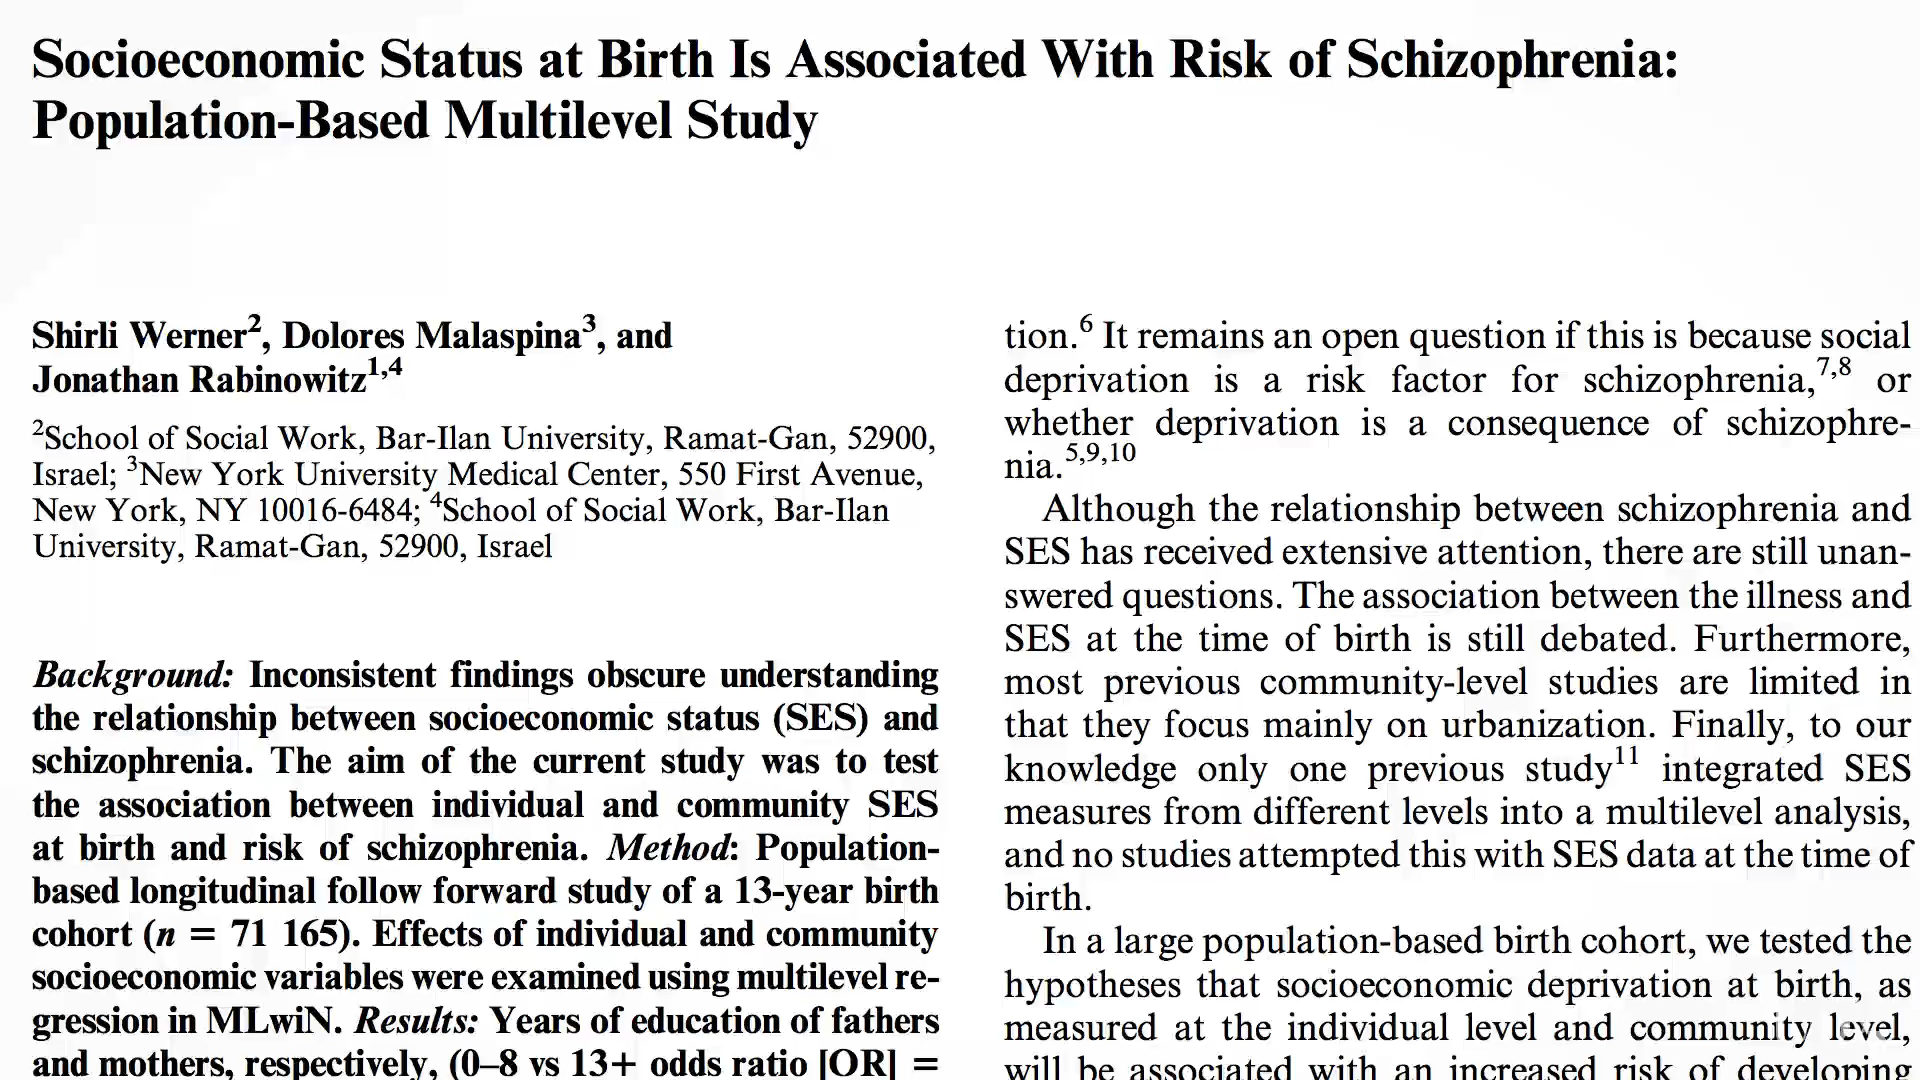 Socioeconomic Status at Birth Is Associated With Risk of Schizophrenia:
Population-Based Multilevel Study
Shirli Werner2, Dolores Malaspina3, and
Jonathan Rabinowitz1,4
2School of Social Work, Bar-Ilan University, Ramat-Gan, 52900,
Israel; 3New York University Medical Center, 550 First Avenue,
New York, NY 10016-6484; 4School of Social Work, Bar-Ilan
University, Ramat-Gan, 52900, Israel
Background: Inconsistent findings obscure understanding
the relationship between socioeconomic status (SES) and
schizophrenia. The aim of the current study was to test
the association between individual and community SES
at birth and risk of schizophrenia. Method: Population-
based longitudinal follow forward study of a 13-year birth
cohort (n = 71 165). Effects of individual and community
socioeconomic variables were examined using multilevel re-
gression in MLwiN. Results: Years of education of fathers
and mothers, respectively, (0–8 vs 13+ odds ratio [OR] =
tion.6 It remains an open question if this is because social
deprivation is a risk factor for schizophrenia,7,8 or
whether deprivation is a consequence of schizophre-
nia.5,9,10
Although the relationship between schizophrenia and
SES has received extensive attention, there are still unan-
swered questions. The association between the illness and
SES at the time of birth is still debated. Furthermore,
most previous community-level studies are limited in
that they focus mainly on urbanization. Finally, to our
knowledge only one previous study11 integrated SES
measures from different levels into a multilevel analysis,
and no studies attempted this with SES data at the time of
birth.
In a large population-based birth cohort, we tested the
hypotheses that socioeconomic deprivation at birth, as
measured at the individual level and community level,
will be associated with an increased risk of developing